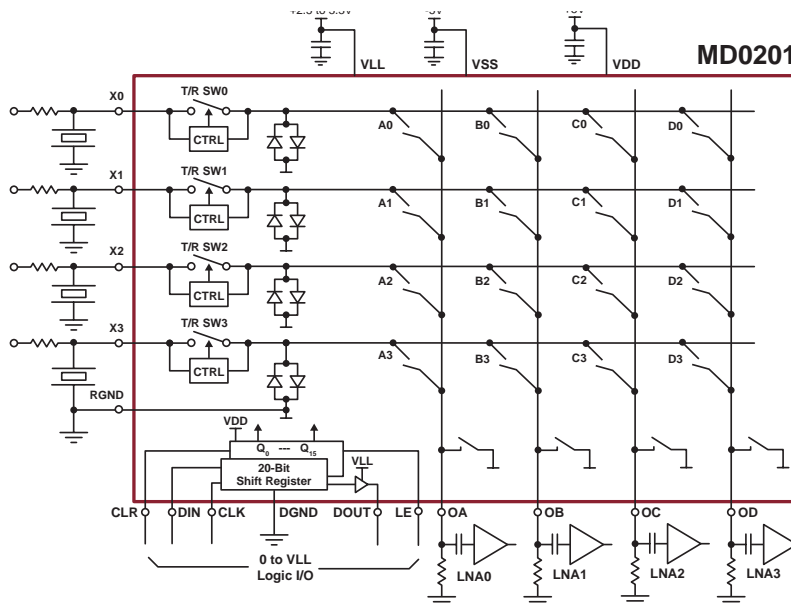 VLL
VSS
VDD
MD0201
X0
T/R SW0
CTRL
A0
B0
C0
D0
X1
T/R SW1
CTRL
A1
B1
C1
D1
X2
T/R SW2
CTRL
A2
B2
C2
D2
X3
T/R SW3
CTRL
A3
B3
C3
D3
RGND
VDD
Q0 --- Q15
20-Bit
Shift Register
VLL
CLR
DIN
CLK
DGND
DOUT
LE
OA
OB
OC
OD
0 to VLL
Logic I/O
LNA0
LNA1
LNA2
LNA3